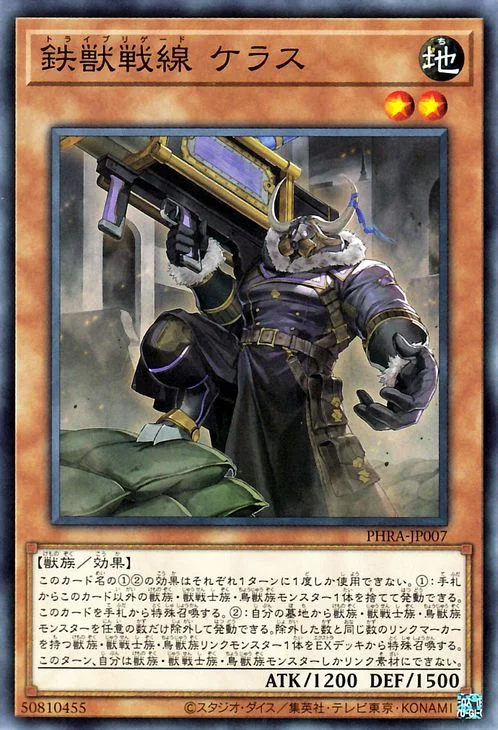 トライブリゲード
鉄獣戦線 ケラス
地
PHRA-JP007
【獣族/効果】
このカード名の①②の効果はそれぞれ1ターンに1度しか使用できない。①:手札
からこのカード以外の獣族・獣戦士族・鳥獣族モンスター1体を捨てて発動できる。
このカードを手札から特殊召喚する。②:自分の墓地から獣族・獣戦士族・鳥獣族
モンスターを任意の数だけ除外して発動できる。除外した数と同じ数のリンクマーカー
を持つ獣族・獣戦士族・鳥獣族リンクモンスター1体をEXデッキから特殊召喚する。
このターン、自分は獣族・獣戦士族・鳥獣族モンスターしかリンク素材にできない。
ATK/1200 DEF/1500
50810455 ©スタジオ・ダイス/集英社・テレビ東京・KONAMI